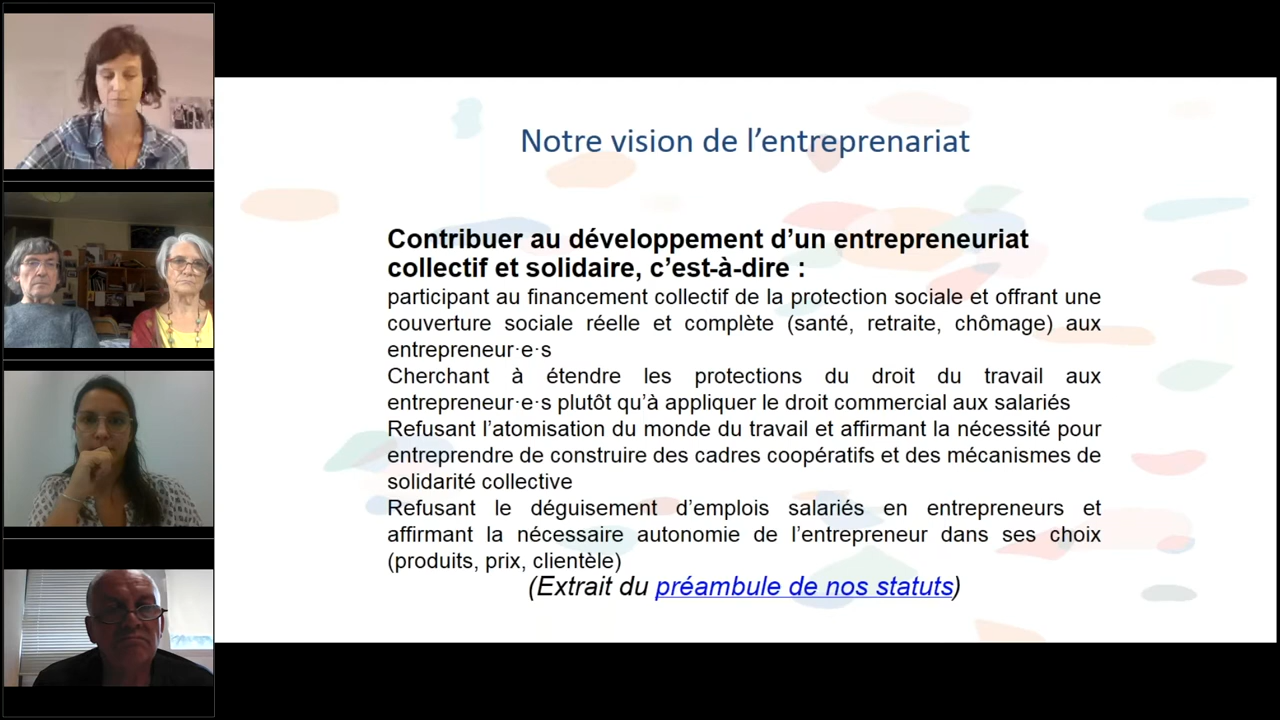 Notre vision de l’entreprenariat
Contribuer au développement d’un entrepreneuriat
collectif et solidaire, c’est-à-dire :
participant au financement collectif de la protection sociale et offrant une
couverture sociale réelle et complète (santé, retraite, chômage) aux
entrepreneur·e·s
Cherchant à étendre les protections du droit du travail aux
entrepreneur·e·s plutôt qu’à appliquer le droit commercial aux salariés
Refusant l’atomisation du monde du travail et affirmant la nécessité pour
entreprendre de construire des cadres coopératifs et des mécanismes de
solidarité collective
Refusant le déguisement d’emplois salariés en entrepreneurs et
affirmant la nécessaire autonomie de l’entrepreneur dans ses choix
(produits, prix, clientèle)
(Extrait du préambule de nos statuts)